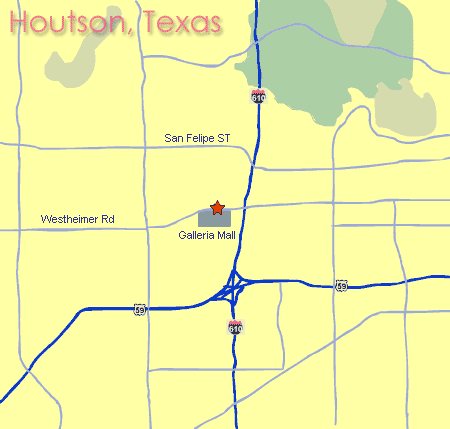 Houtson, Texas
610
San Felipe ST
Westheimer Rd
Galleria Mall
59
59
610